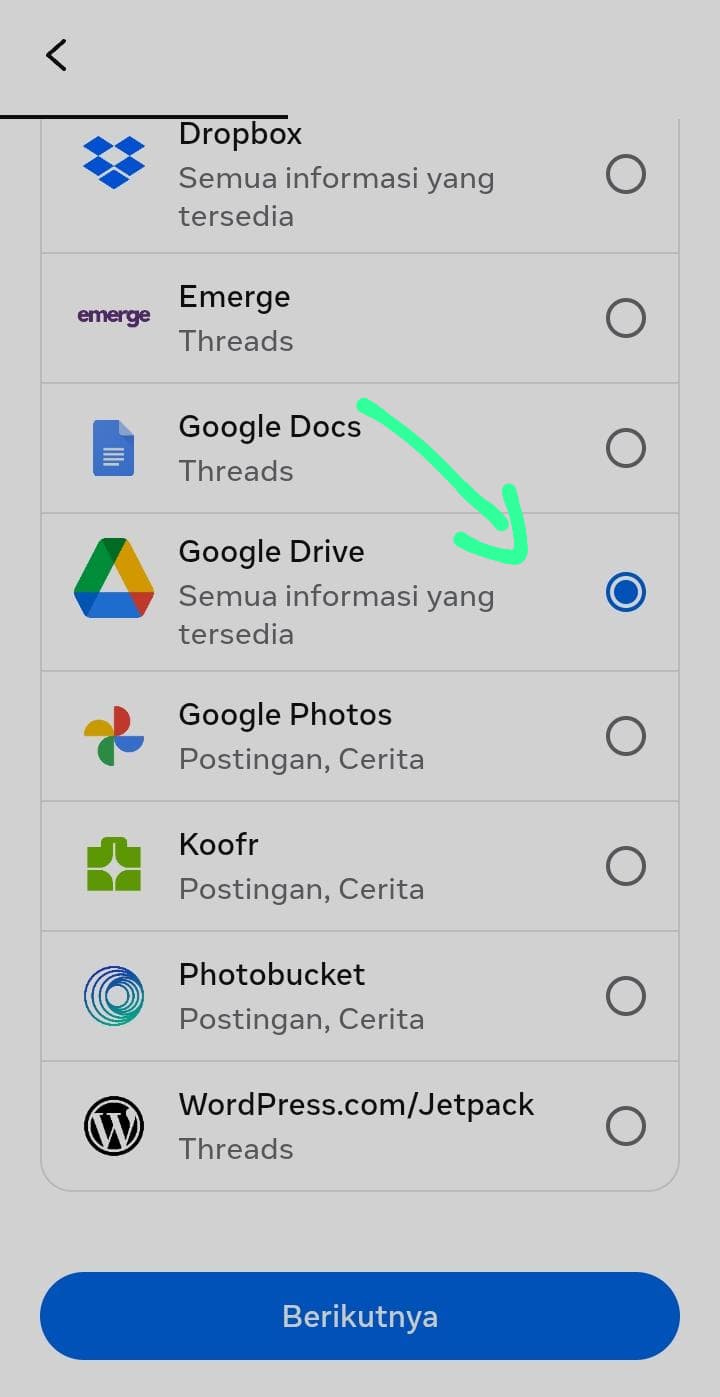 Dropbox
Semua informasi yang
tersedia
emerge
Emerge
Threads
Google Docs
Threads
Google Drive
Semua informasi yang
tersedia
Google Photos
Postingan, Cerita
Koofr
Postingan, Cerita
Photobucket
Postingan, Cerita
WordPress.com/Jetpack
Threads
Berikutnya